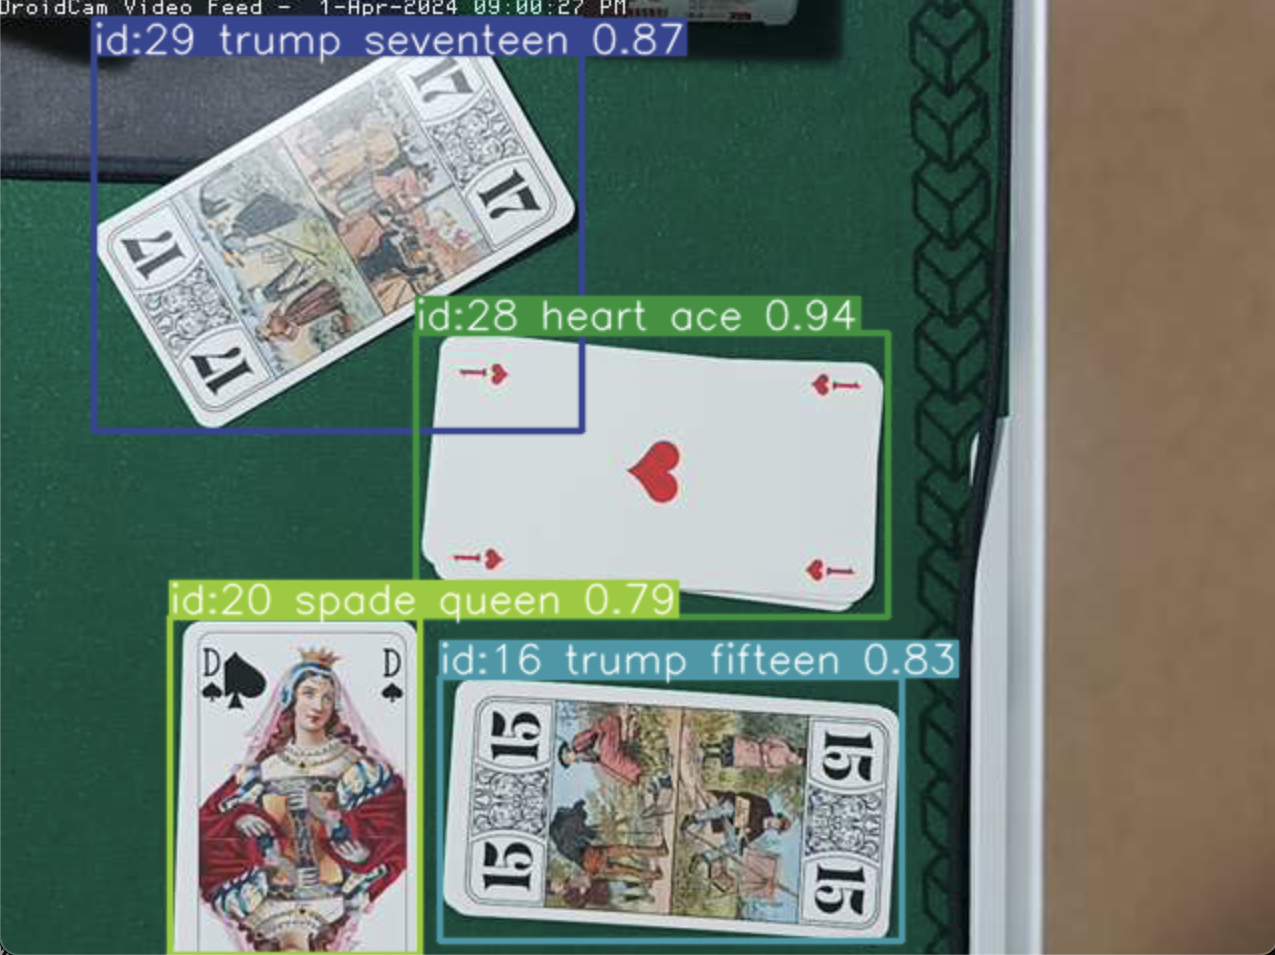 DroidCam Video Feed - 1-Apr-2024 09:00:27 PM
id:29 trump seventeen 0.87
17
17
17
17
id:28 heart ace 0.94
1
1
1
1
id:20 spade queen 0.79
D
D
id:16 trump fifteen 0.83
15
15
15
15